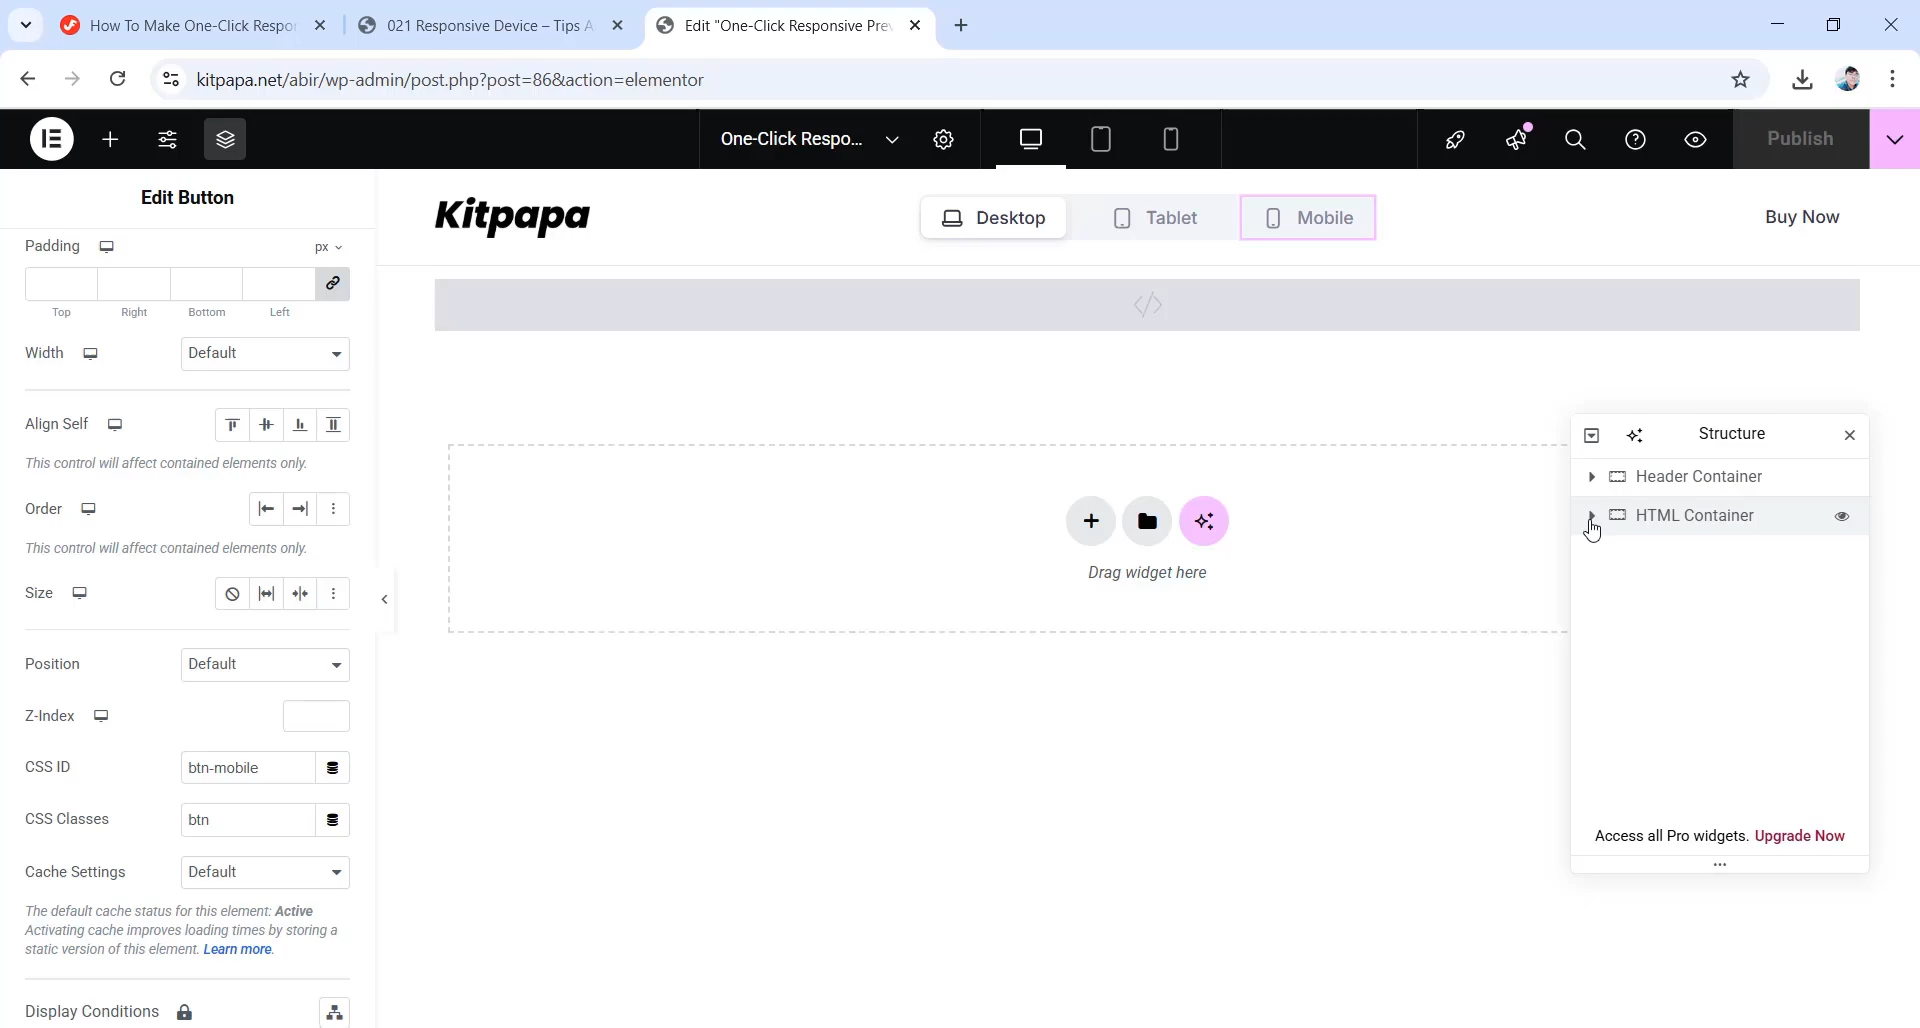 How To Make One-Click Respo
021 Responsive Device – Tips A
Edit "One-Click Responsive Prev
kitpapa.net/abir/wp-admin/post.php?post=86&action=elementor
One-Click Respo...
Publish
Edit Button
Padding
px
Top
Right
Bottom
Left
Width
Default
Align Self
This control will affect contained elements only.
Order
This control will affect contained elements only.
Size
Position
Default
Z-Index
CSS ID
btn-mobile
CSS Classes
btn
Cache Settings
Default
The default cache status for this element: Active
Activating cache improves loading times by storing a
static version of this element. Learn more.
Display Conditions
Kitpapa
Desktop
Tablet
Mobile
Buy Now
Drag widget here
Structure
Header Container
HTML Container
Access all Pro widgets. Upgrade Now